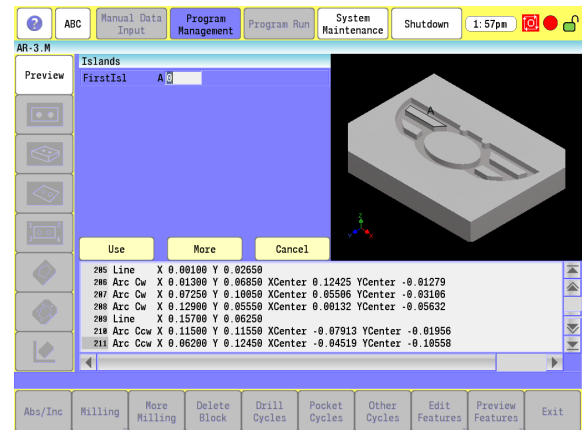 ?
ABC
Manual Data Input
Program Management
Program Run
System Maintenance
Shutdown
1:57pm
AR-3.M
Preview
Islands
FirstIsl A 0
A
Z
Y
X
Use
More
Cancel
205 Line X 0.00100 Y 0.02650
206 Arc Cw X 0.01300 Y 0.06850 XCenter 0.12425 YCenter -0.01279
207 Arc Cw X 0.07250 Y 0.10050 XCenter 0.05506 YCenter -0.03106
208 Arc Cw X 0.12900 Y 0.05550 XCenter 0.00132 YCenter -0.05632
209 Line X 0.15700 Y 0.06250
210 Arc Ccw X 0.11500 Y 0.11550 XCenter -0.07913 YCenter -0.01956
211 Arc Ccw X 0.06200 Y 0.12450 XCenter -0.04519 YCenter -0.10558
Abs/Inc
Milling
More Milling
Delete Block
Drill Cycles
Pocket Cycles
Other Cycles
Edit Features
Preview Features
Exit